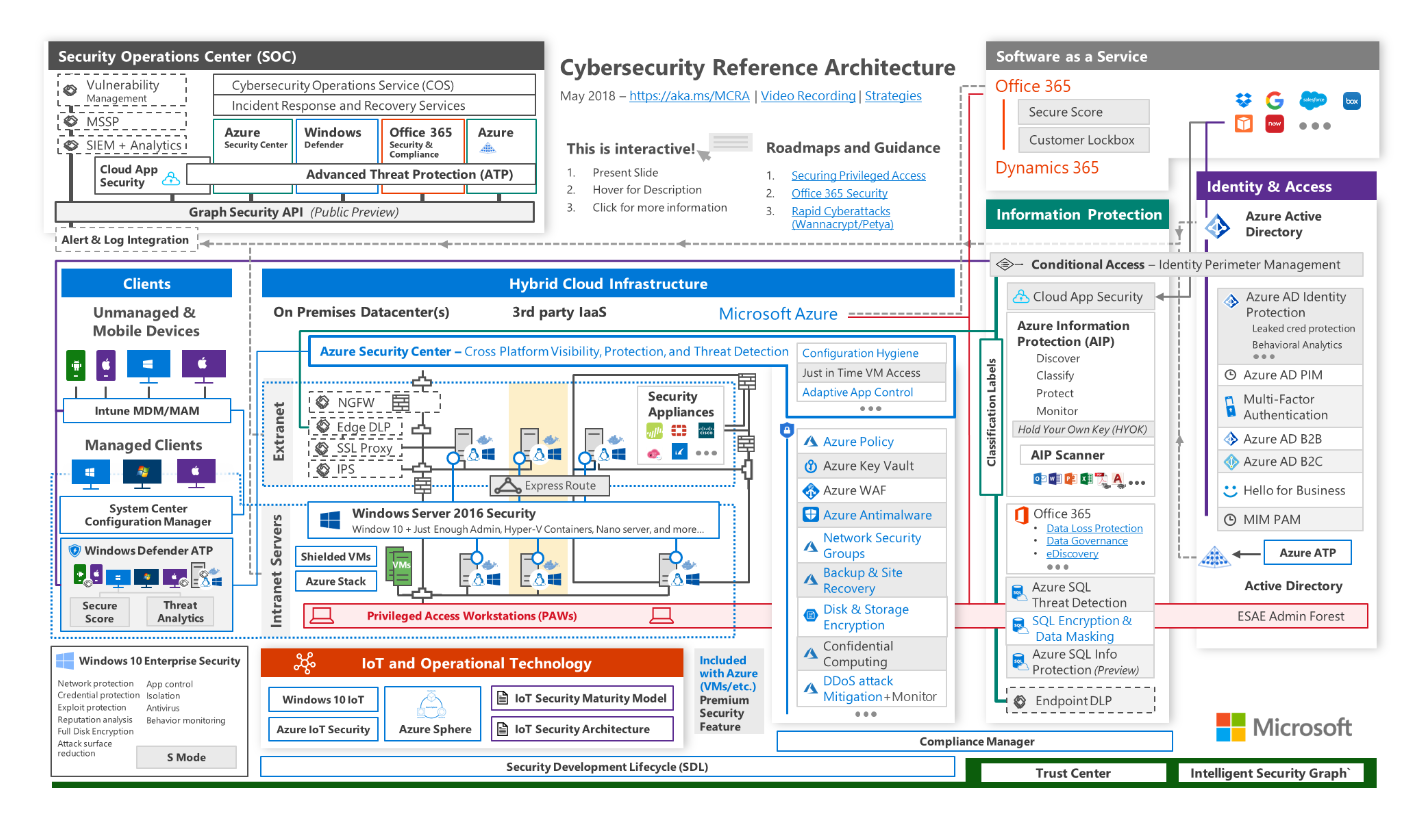 Security Operations Center (SOC)
Vulnerability
Management
MSSP
SIEM + Analytics
Cybersecurity Operations Service (COS)
Incident Response and Recovery Services
Azure
Security Center
Windows
Defender
Office 365
Security &
Compliance
Azure
Cloud App
Security
Advanced Threat Protection (ATP)
Graph Security API (Public Preview)
Alert & Log Integration
Cybersecurity Reference Architecture
May 2018 – https://aka.ms/MCRA | Video Recording | Strategies
This is interactive!
1. Present Slide
2. Hover for Description
3. Click for more information
Roadmaps and Guidance
1. Securing Privileged Access
2. Office 365 Security
3. Rapid Cyberattacks
(Wannacrypt/Petya)
Software as a Service
Office 365
Secure Score
Customer Lockbox
Dynamics 365
salesforce
box
now
Identity & Access
Azure Active
Directory
Information Protection
Conditional Access – Identity Perimeter Management
Clients
Unmanaged &
Mobile Devices
Intune MDM/MAM
Managed Clients
System Center
Configuration Manager
Windows Defender ATP
Secure
Score
Threat
Analytics
Hybrid Cloud Infrastructure
On Premises Datacenter(s)
3rd party IaaS
Microsoft Azure
Azure Security Center – Cross Platform Visibility, Protection, and Threat Detection
Configuration Hygiene
Just in Time VM Access
Adaptive App Control
Extranet
NGFW
Edge DLP
SSL Proxy
IPS
Security
Appliances
CISCO
Express Route
Intranet Servers
Windows Server 2016 Security
Window 10 + Just Enough Admin, Hyper-V Containers, Nano server, and more...
Shielded VMs
Azure Stack
VMs
Privileged Access Workstations (PAWs)
Azure Policy
Azure Key Vault
Azure WAF
Azure Antimalware
Network Security
Groups
Backup & Site
Recovery
Disk & Storage
Encryption
Confidential
Computing
DDoS attack
Mitigation+Monitor
Classification Labels
Cloud App Security
Azure Information
Protection (AIP)
Discover
Classify
Protect
Monitor
Hold Your Own Key (HYOK)
AIP Scanner
Office 365
• Data Loss Protection
• Data Governance
• eDiscovery
SQL
Azure SQL
Threat Detection
SQL
SQL Encryption &
Data Masking
SQL
Azure SQL Info
Protection (Preview)
Endpoint DLP
Azure AD Identity
Protection
Leaked cred protection
Behavioral Analytics
Azure AD PIM
Multi-Factor
Authentication
Azure AD B2B
Azure AD B2C
Hello for Business
MIM PAM
Azure ATP
Active Directory
ESAE Admin Forest
Windows 10 Enterprise Security
Network protection
Credential protection
Exploit protection
Reputation analysis
Full Disk Encryption
Attack surface
reduction
App control
Isolation
Antivirus
Behavior monitoring
S Mode
IoT and Operational Technology
Windows 10 IoT
Azure IoT Security
Azure Sphere
IoT Security Maturity Model
IoT Security Architecture
Included
with Azure
(VMs/etc.)
Premium
Security
Feature
Security Development Lifecycle (SDL)
Compliance Manager
Microsoft
Trust Center
Intelligent Security Graph`